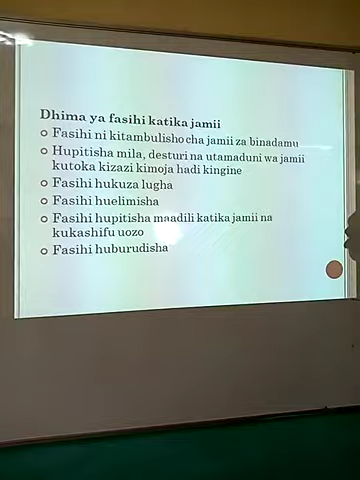 Dhima ya fasihi katika jamii
Fasihi ni kitambulisho cha jamii za binadamu
Hupitisha mila, desturi na utamaduni wa jamii
kutoka kizazi kimoja hadi kingine
Fasihi hukuza lugha
Fasihi huelimisha
Fasihi hupitisha maadili katika jamii na
kukashifu uozo
Fasihi huburudisha